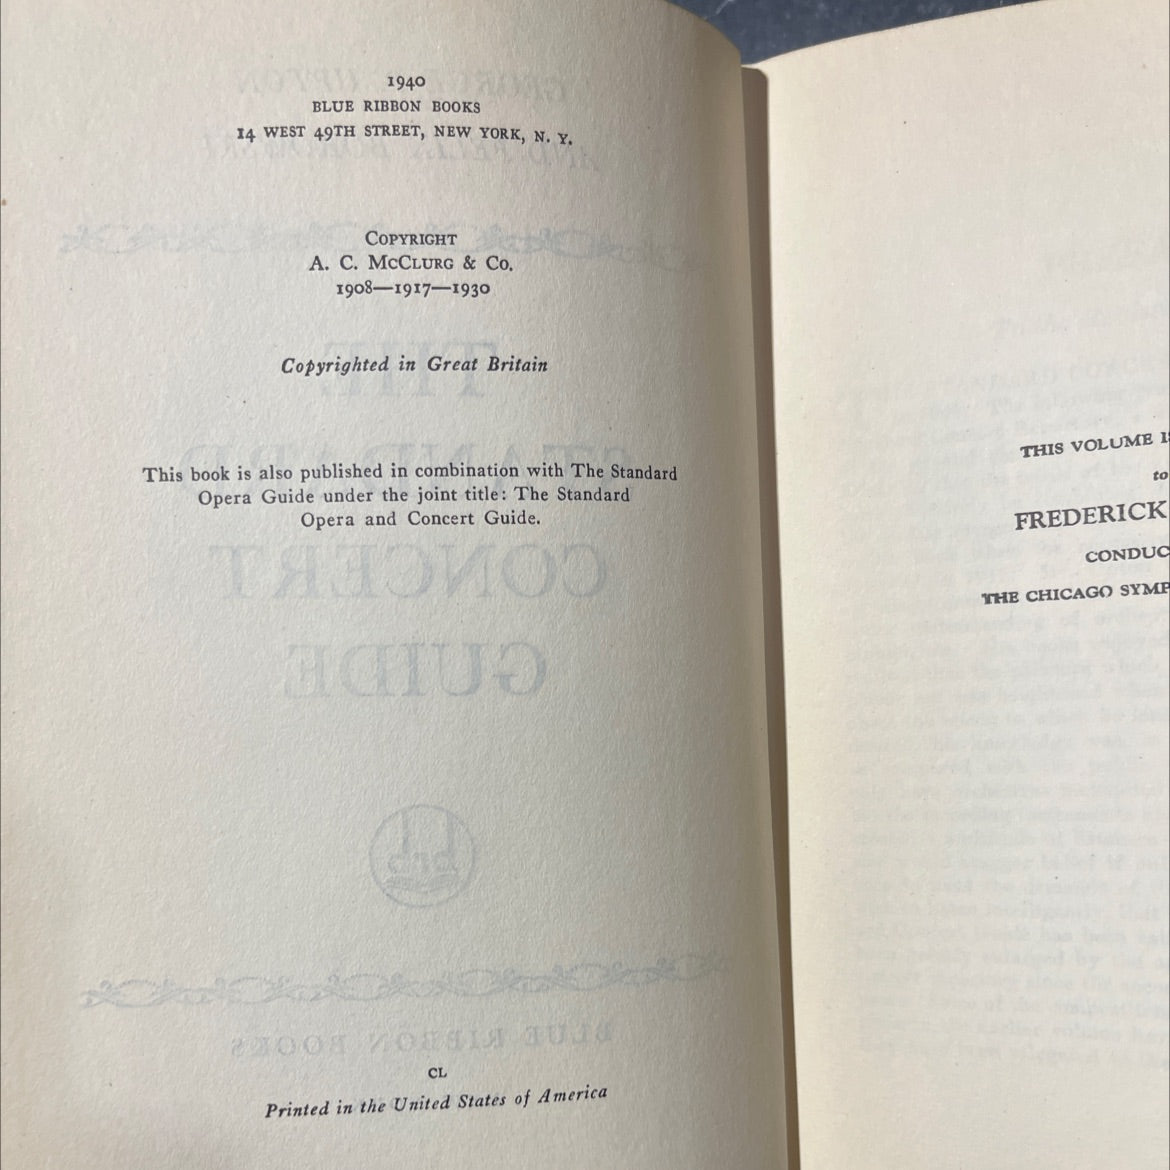 1940
BLUE RIBBON BOOKS
14 WEST 49TH STREET, NEW YORK, N. Y.
COPYRIGHT
A. C. MCCLURG & CO.
1908—1917—1930
Copyrighted in Great Britain
This book is also published in combination with The Standard
Opera Guide under the joint title: The Standard
Opera and Concert Guide.
CL
Printed in the United States of America
THIS VOLUME
to
FREDERICK
CONDUC
THE CHICAGO SYMP